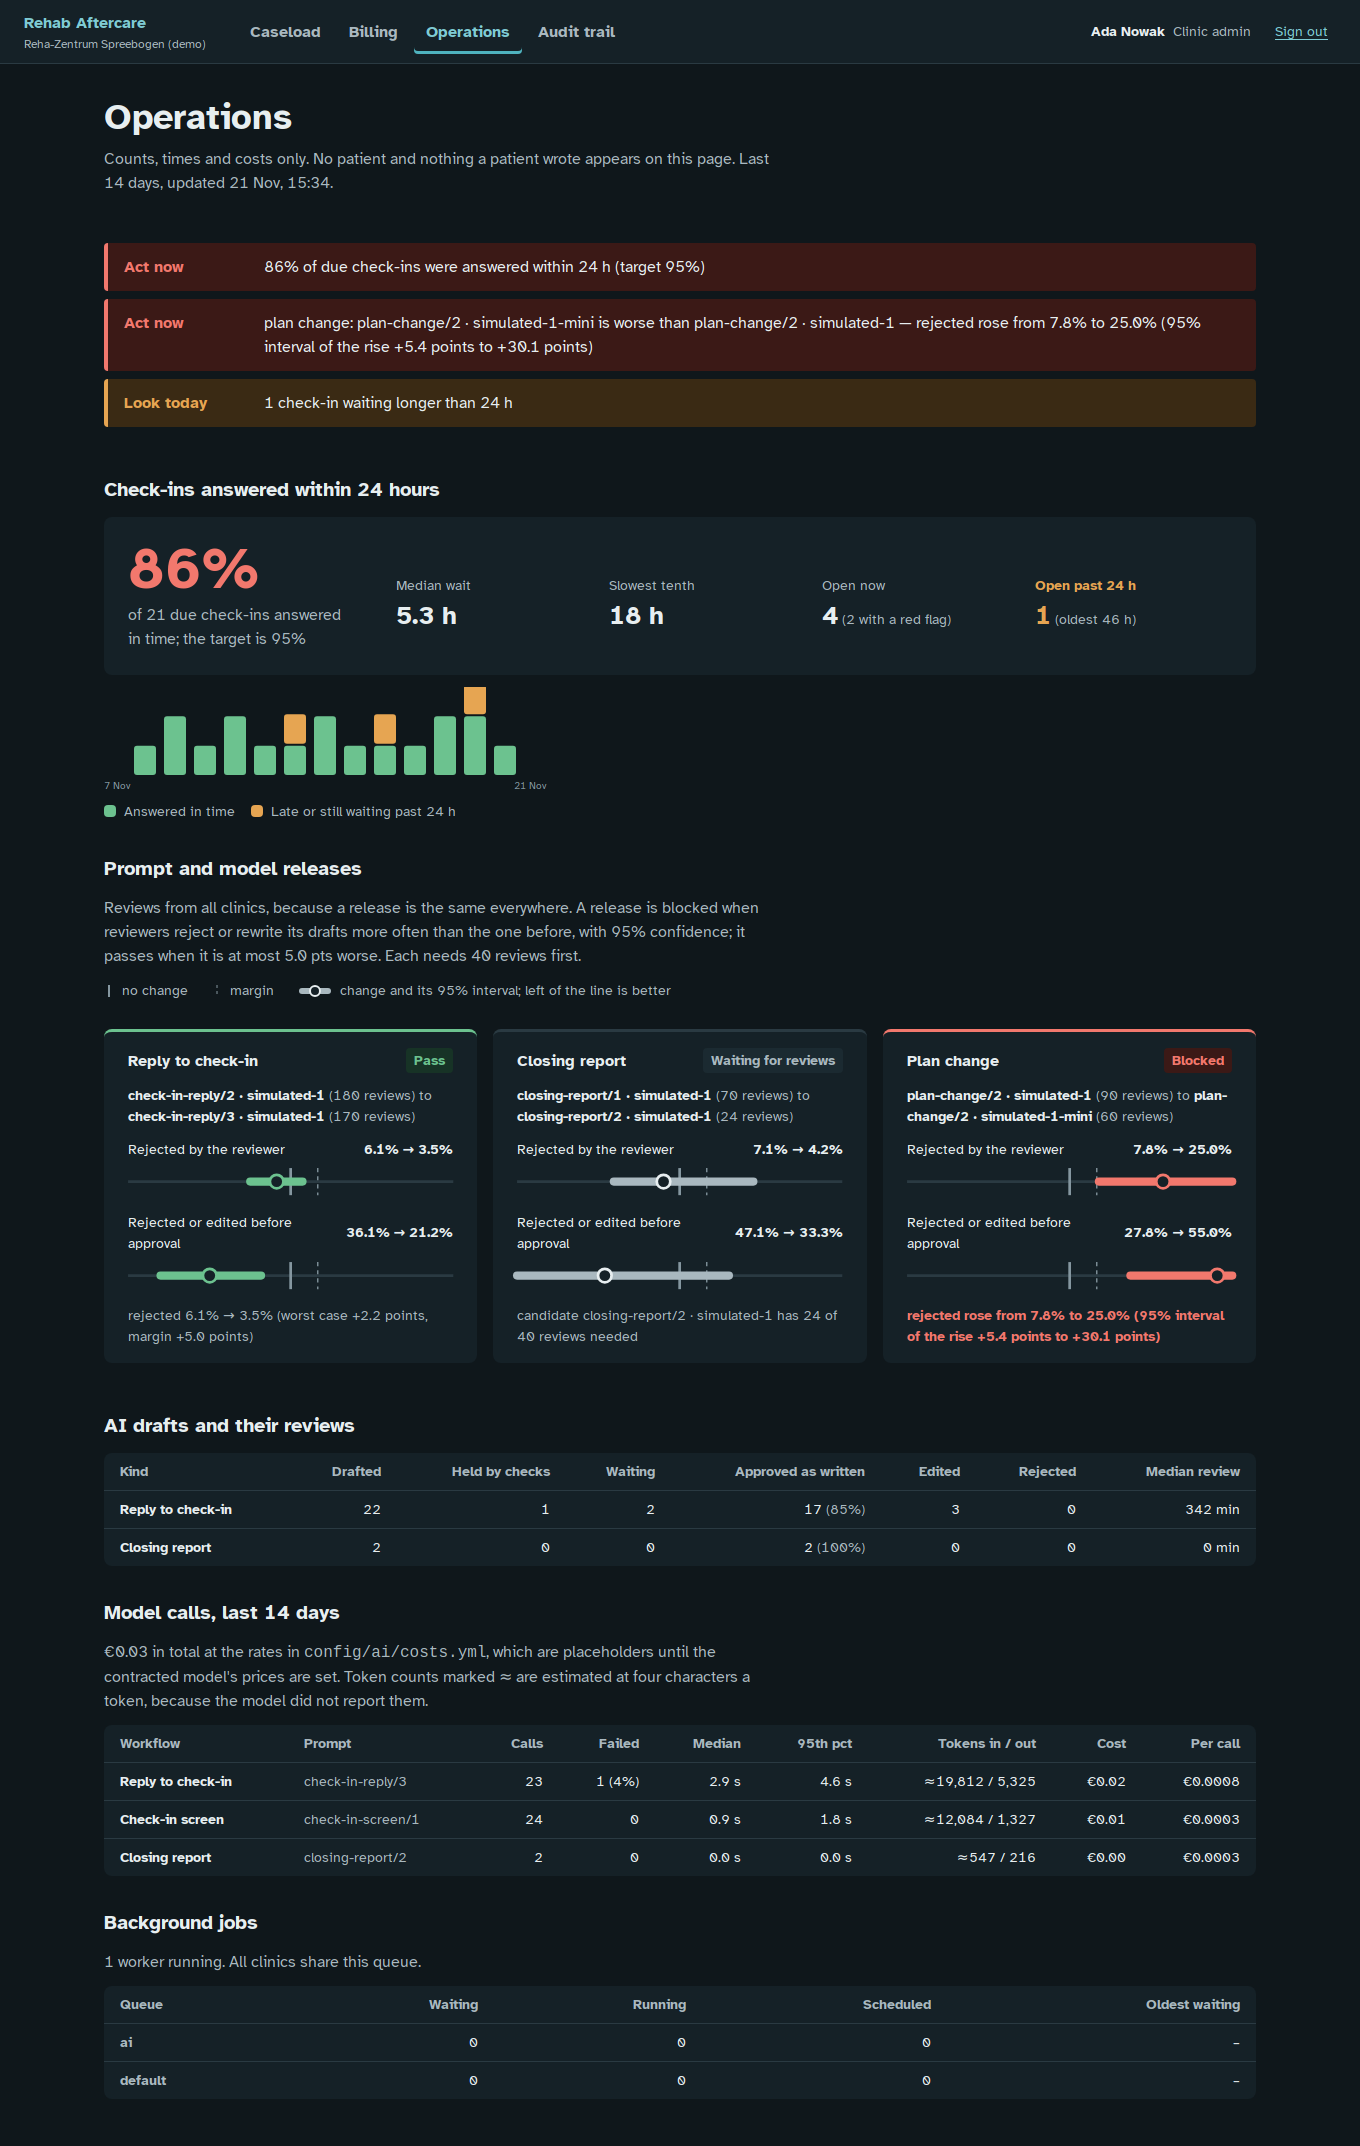 Rehab Aftercare
Reha-Zentrum Spreebogen (demo)
Caseload Billing Operations Audit trail
Ada Nowak Clinic admin Sign out
Operations
Counts, times and costs only. No patient and nothing a patient wrote appears on this page. Last
14 days, updated 21 Nov, 15:34.
Act now 86% of due check-ins were answered within 24 h (target 95%)
Act now plan change: plan-change/2 · simulated-1-mini is worse than plan-change/2 · simulated-1 — rejected rose from 7.8% to 25.0% (95%
interval of the rise +5.4 points to +30.1 points)
Look today 1 check-in waiting longer than 24 h
Check-ins answered within 24 hours
86%
of 21 due check-ins answered
in time; the target is 95%
Median wait
5.3 h
Slowest tenth
18 h
Open now
4 (2 with a red flag)
Open past 24 h
1 (oldest 46 h)
7 Nov 21 Nov
Answered in time Late or still waiting past 24 h
Prompt and model releases
Reviews from all clinics, because a release is the same everywhere. A release is blocked when
reviewers reject or rewrite its drafts more often than the one before, with 95% confidence; it
passes when it is at most 5.0 pts worse. Each needs 40 reviews first.
no change margin change and its 95% interval; left of the line is better
Reply to check-in Pass
check-in-reply/2 · simulated-1 (180 reviews) to
check-in-reply/3 · simulated-1 (170 reviews)
Rejected by the reviewer 6.1% → 3.5%
Rejected or edited before
approval
36.1% → 21.2%
rejected 6.1% → 3.5% (worst case +2.2 points,
margin +5.0 points)
Closing report Waiting for reviews
closing-report/1 · simulated-1 (70 reviews) to
closing-report/2 · simulated-1 (24 reviews)
Rejected by the reviewer 7.1% → 4.2%
Rejected or edited before
approval
47.1% → 33.3%
candidate closing-report/2 · simulated-1 has 24 of
40 reviews needed
Plan change Blocked
plan-change/2 · simulated-1 (90 reviews) to plan-
change/2 · simulated-1-mini (60 reviews)
Rejected by the reviewer 7.8% → 25.0%
Rejected or edited before
approval
27.8% → 55.0%
rejected rose from 7.8% to 25.0% (95% interval
of the rise +5.4 points to +30.1 points)
AI drafts and their reviews
Kind Drafted Held by checks Waiting Approved as written Edited Rejected Median review
Reply to check-in 22 1 2 17 (85%) 3 0 342 min
Closing report 2 0 0 2 (100%) 0 0 0 min
Model calls, last 14 days
€0.03 in total at the rates in config/ai/costs.yml, which are placeholders until the
contracted model's prices are set. Token counts marked ≈ are estimated at four characters a
token, because the model did not report them.
Workflow Prompt Calls Failed Median 95th pct Tokens in / out Cost Per call
Reply to check-in check-in-reply/3 23 1 (4%) 2.9 s 4.6 s ≈19,812 / 5,325 €0.02 €0.0008
Check-in screen check-in-screen/1 24 0 0.9 s 1.8 s ≈12,084 / 1,327 €0.01 €0.0003
Closing report closing-report/2 2 0 0.0 s 0.0 s ≈547 / 216 €0.00 €0.0003
Background jobs
1 worker running. All clinics share this queue.
Queue Waiting Running Scheduled Oldest waiting
ai 0 0 0 –
default 0 0 0 –